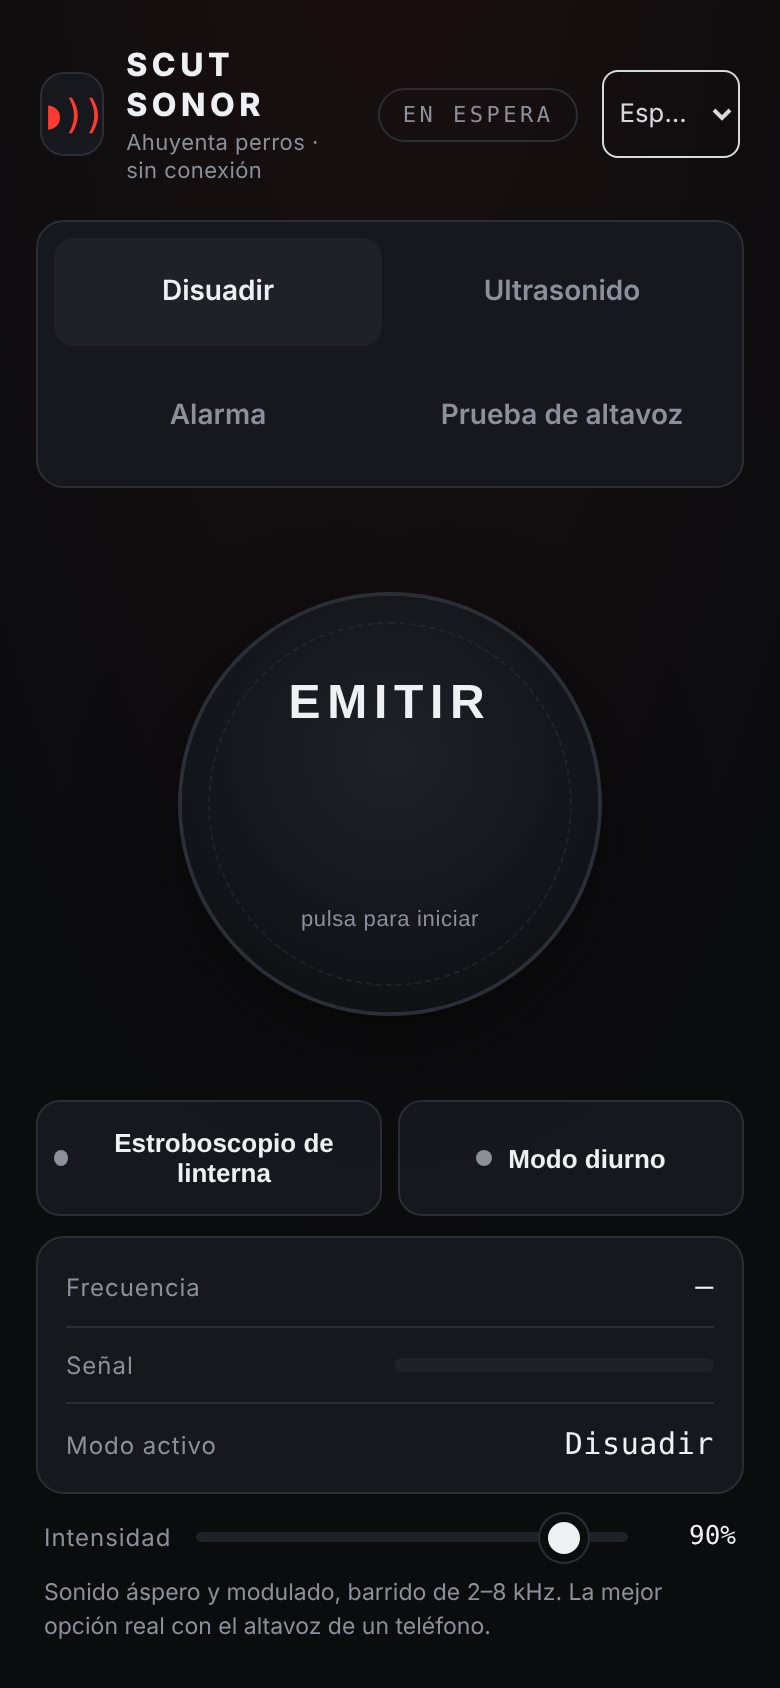 SCUT
SONOR
Ahuyenta perros ·
sin conexión
EN ESPERA
Esp...
Disuadir
Ultrasonido
Alarma
Prueba de altavoz
EMITIR
pulsa para iniciar
Estroboscopio de
linterna
Modo diurno
Frecuencia
—
Señal
Modo activo
Disuadir
Intensidad
90%
Sonido áspero y modulado, barrido de 2–8 kHz. La mejor
opción real con el altavoz de un teléfono.